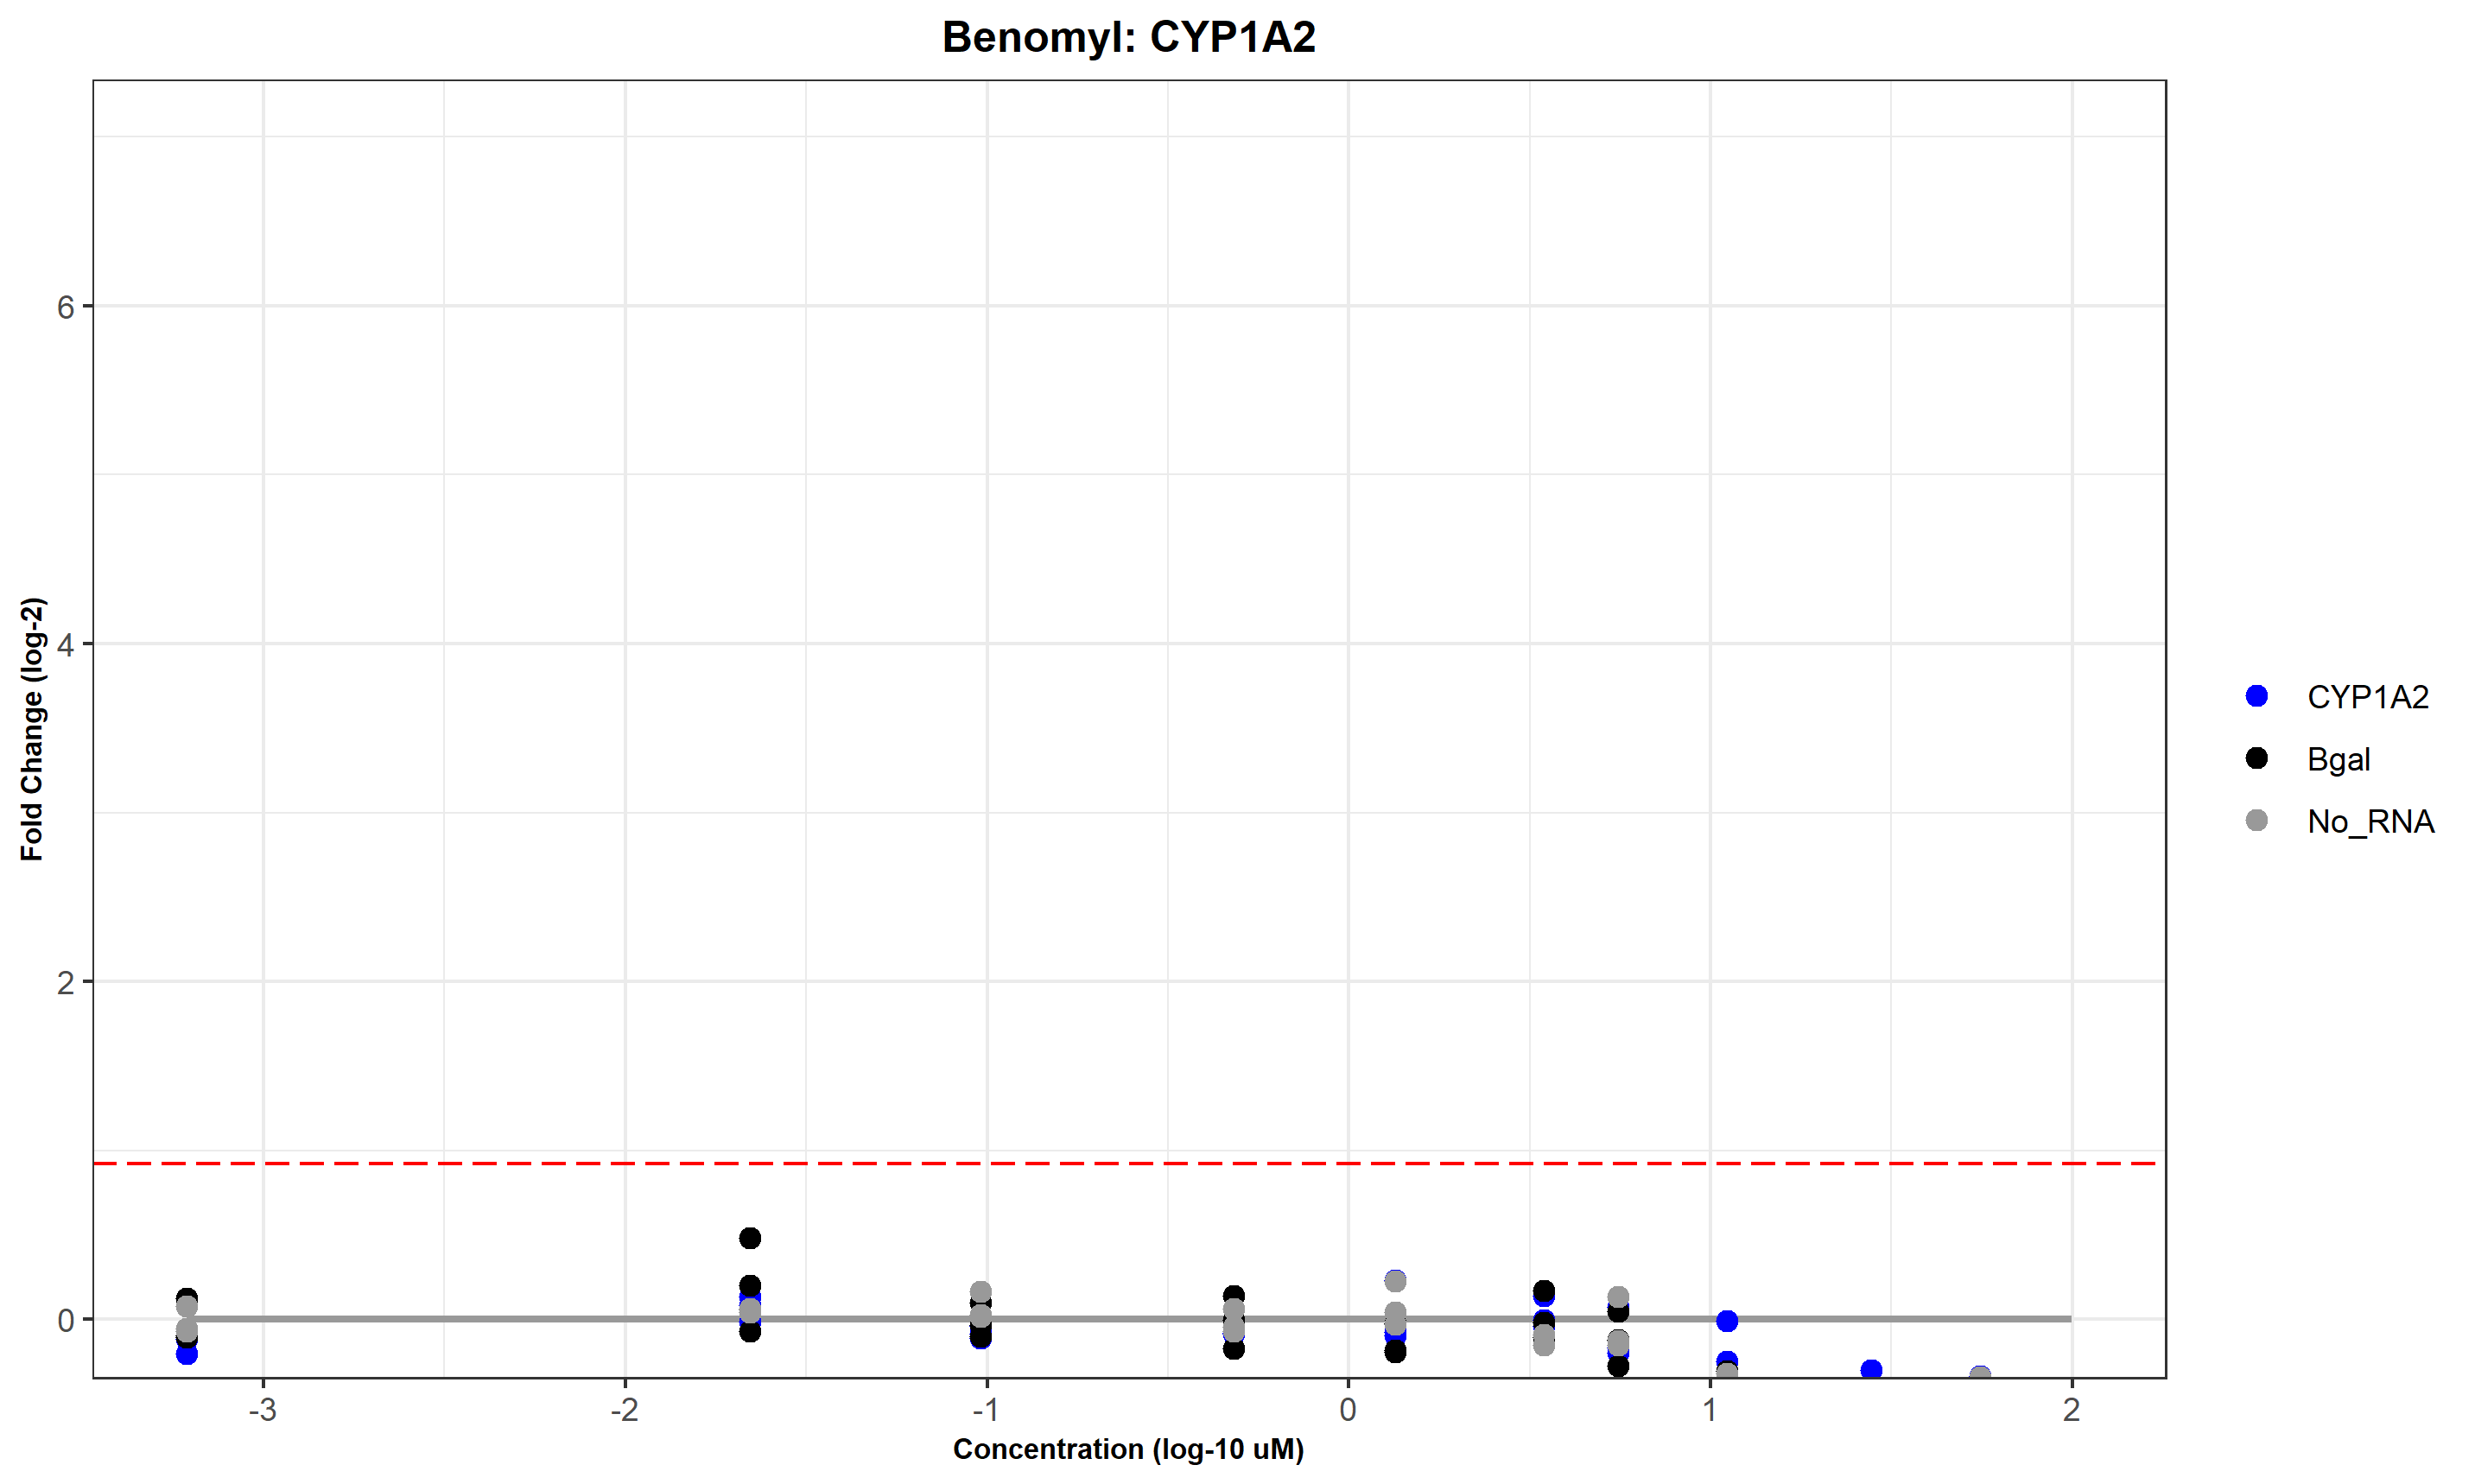 Benomyl: CYP1A2
Fold Change (log-2)
6
4
2
0
-3
-2
-1
0
1
2
Concentration (log-10 uM)
CYP1A2
Bgal
No_RNA